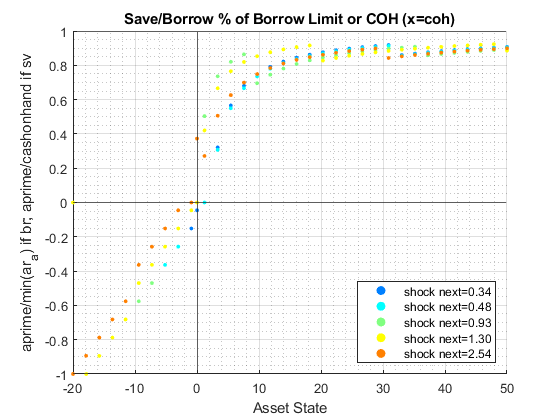 Save/Borrow % of Borrow Limit or COH (x=coh)
aprime/min(ar_a) if br; aprime/cashonhand if sv
1
0.8
0.6
0.4
0.2
0
-0.2
-0.4
-0.6
-0.8
-1
shock next=0.34
shock next=0.48
shock next=0.93
shock next=1.30
shock next=2.54
-20 -10 0 10 20 30 40 50
Asset State